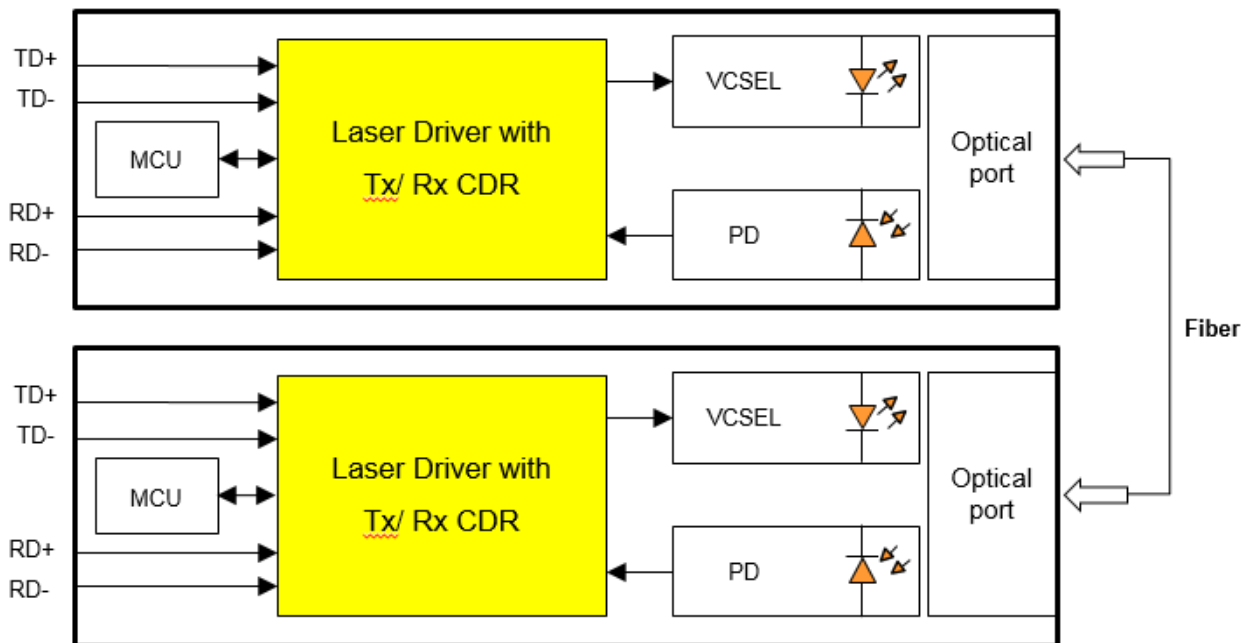 TD+
TD-
MCU
RD+
RD-
Laser Driver with
Tx/ Rx CDR
VCSEL
PD
Optical
port
Fiber
TD+
TD-
MCU
RD+
RD-
Laser Driver with
Tx/ Rx CDR
VCSEL
PD
Optical
port